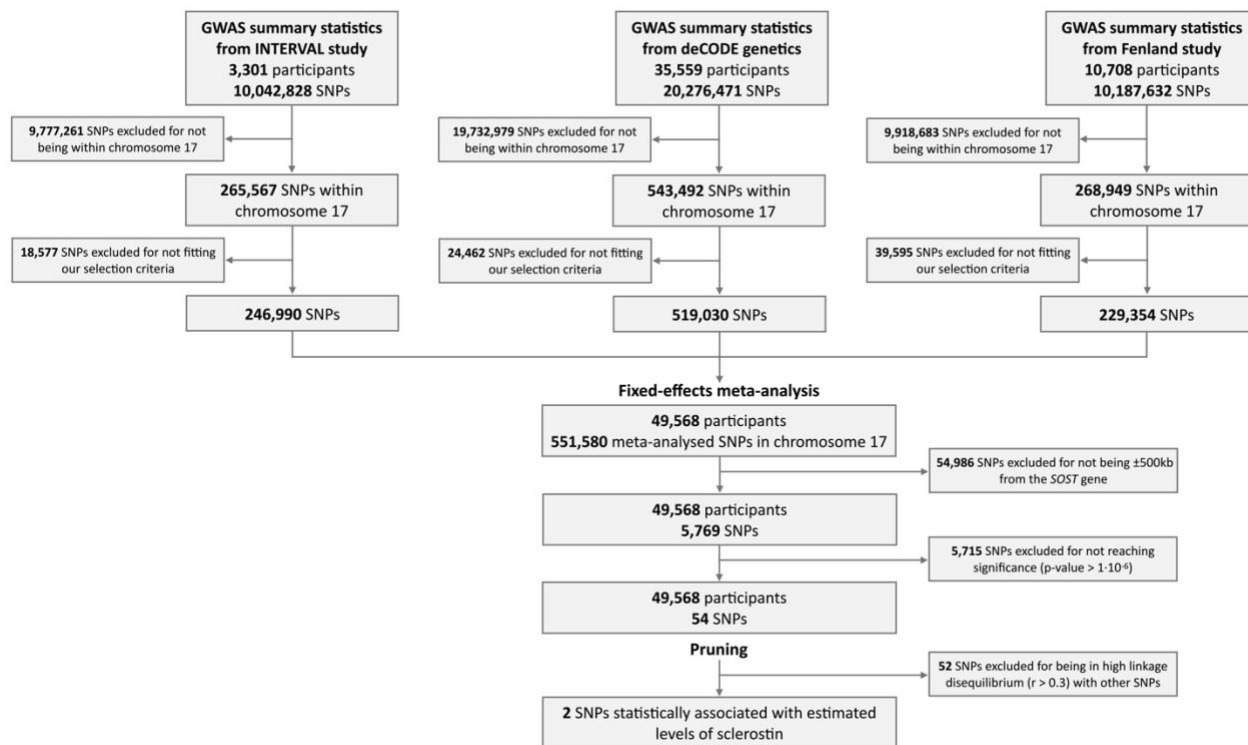 GWAS summary statistics
from INTERVAL study
3,301 participants
10,042,828 SNPs
GWAS summary statistics
from deCODE genetics
35,559 participants
20,276,471 SNPs
GWAS summary statistics
from Fenland study
10,708 participants
10,187,632 SNPs
9,777,261 SNPs excluded for not
being within chromosome 17
19,732,979 SNPs excluded for not
being within chromosome 17
9,918,683 SNPs excluded for not
being within chromosome 17
265,567 SNPs within
chromosome 17
543,492 SNPs within
chromosome 17
268,949 SNPs within
chromosome 17
18,577 SNPs excluded for not fitting
our selection criteria
24,462 SNPs excluded for not fitting
our selection criteria
39,595 SNPs excluded for not fitting
our selection criteria
246,990 SNPs
519,030 SNPs
229,354 SNPs
Fixed-effects meta-analysis
49,568 participants
551,580 meta-analysed SNPs in chromosome 17
54,986 SNPs excluded for not being ±500kb
from the SOST gene
49,568 participants
5,769 SNPs
5,715 SNPs excluded for not reaching
significance (p-value > 1·10⁻⁶)
49,568 participants
54 SNPs
Pruning
52 SNPs excluded for being in high linkage
disequilibrium (r > 0.3) with other SNPs
2 SNPs statistically associated with estimated
levels of sclerostin